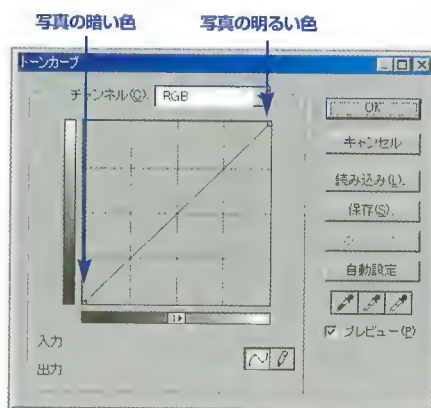 写真の暗い色
写真の明るい色
トーンカーブ
チャンネル(C): RGB
OK
キャンセル
読み込み(L)...
保存(S)...
自動設定
プレビュー(P)
入力
出力